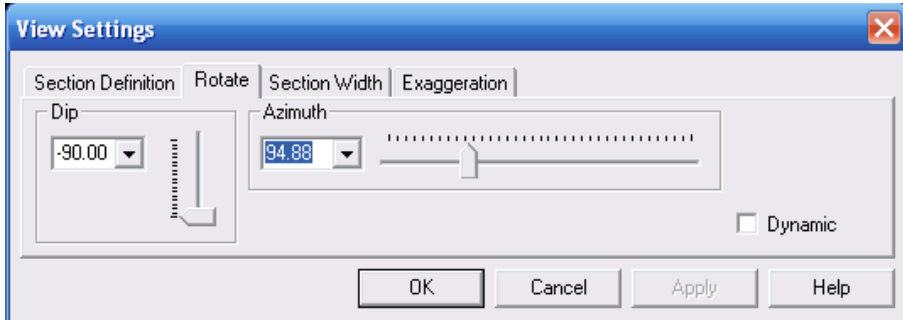 View Settings
Section Definition Rotate Section Width Exaggeration
Dip Azimuth
-90.00 94.88
Dynamic
OK Cancel Apply Help